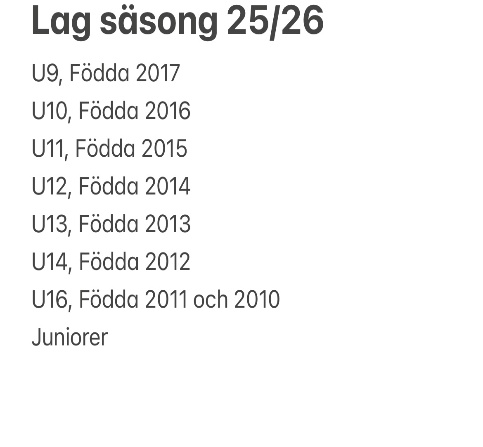 Lag säsong 25/26
U9, Födda 2017
U10, Födda 2016
U11, Födda 2015
U12, Födda 2014
U13, Födda 2013
U14, Födda 2012
U16, Födda 2011 och 2010
Juniorer